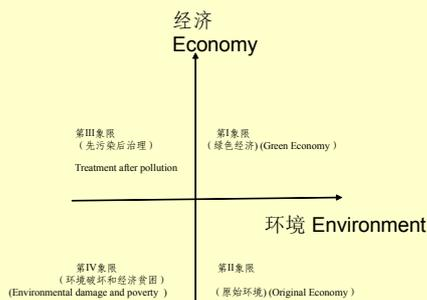 经济
Economy
第III象限
（先污染后治理）
Treatment after pollution
第I象限
（绿色经济）(Green Economy ）
环境 Environment
第IV象限
（环境破坏和经济贫困）
(Environmental damage and poverty ）
第II象限
（原始环境）(Original Economy ）